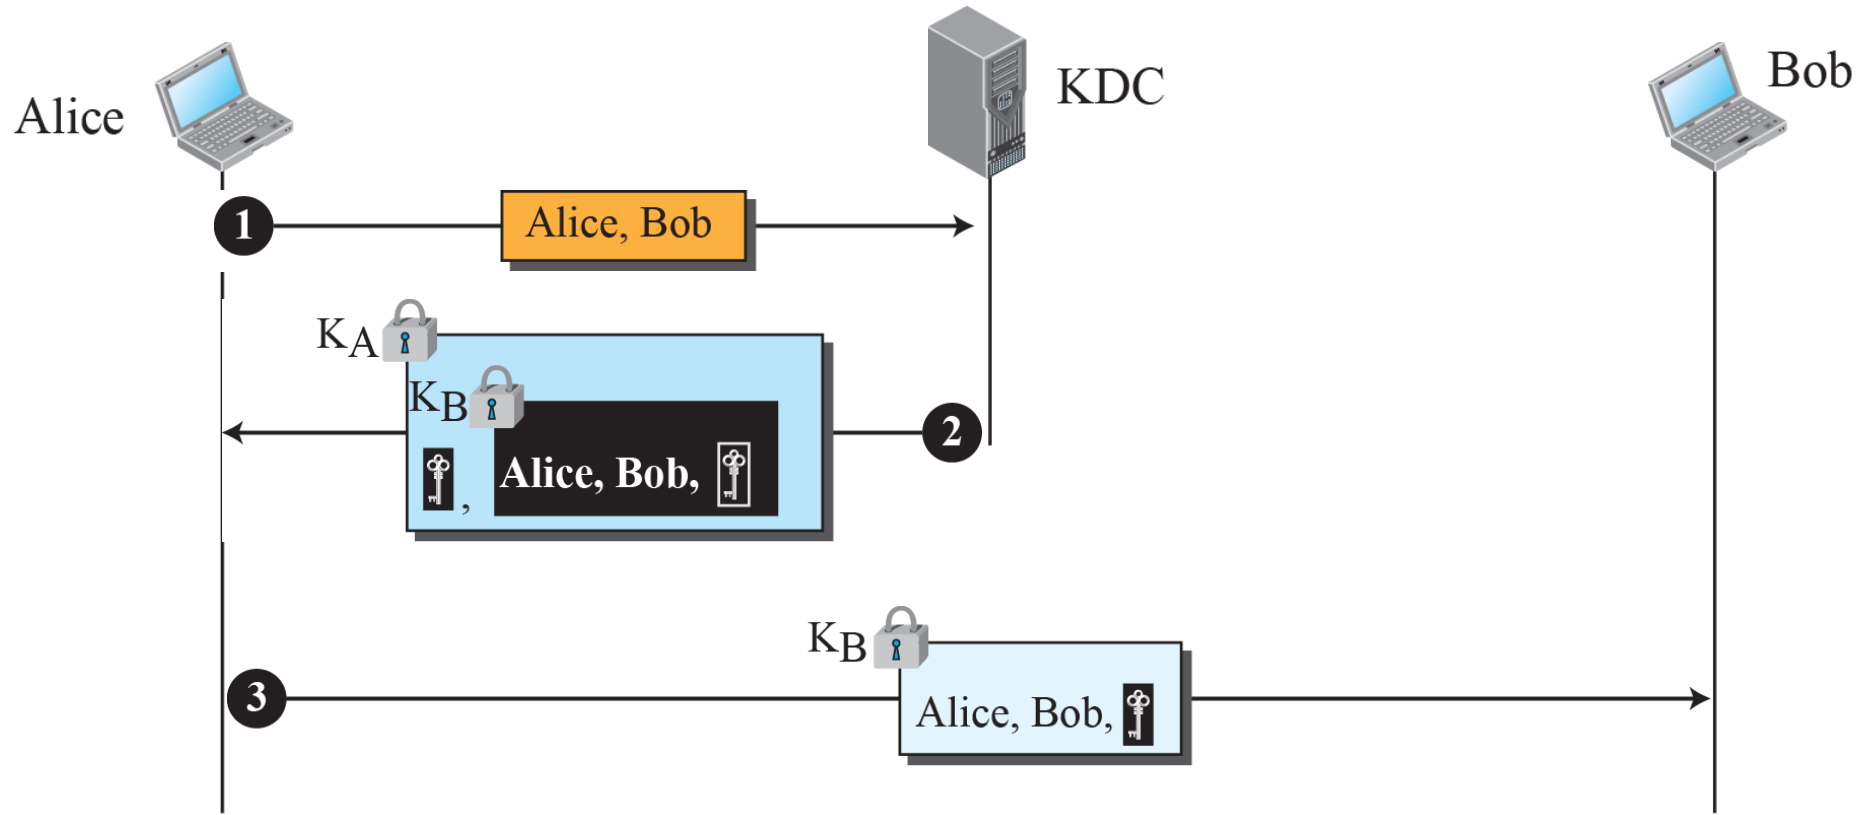 Alice
KDC
Bob
1
Alice, Bob
KA
KB
2
Alice, Bob,
,
KB
3
Alice, Bob,